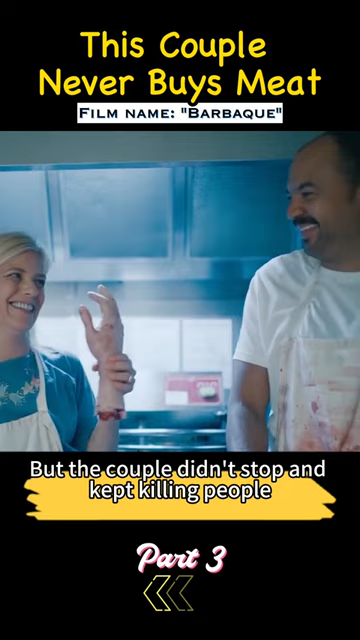 This Couple
Never Buys Meat
FILM NAME: "BARBAQUE"
But the couple didn't stop and
kept killing people
Part 3